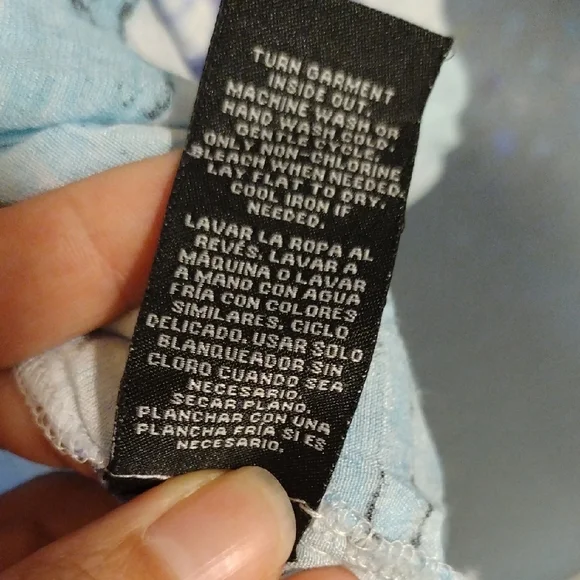 TURN GARMENT
INSIDE OUT.
MACHINE WASH OR
HAND WASH COLD,
GENTLE CYCLE.
ONLY NON-CHLORINE
BLEACH WHEN NEEDED.
LAY FLAT TO DRY.
COOL IRON IF
NEEDED.
LAVAR LA ROPA AL
REVÉS. LAVAR A
MÁQUINA O LAVAR
A MANO CON AGUA
FRÍA CON COLORES
SIMILARES, CICLO
DELICADO. USAR SOLO
BLANQUEADOR SIN
CLORO CUANDO SEA
NECESARIO.
SECAR PLANO.
PLANCHAR CON UNA
PLANCHA FRÍA SI ES
NECESARIO.